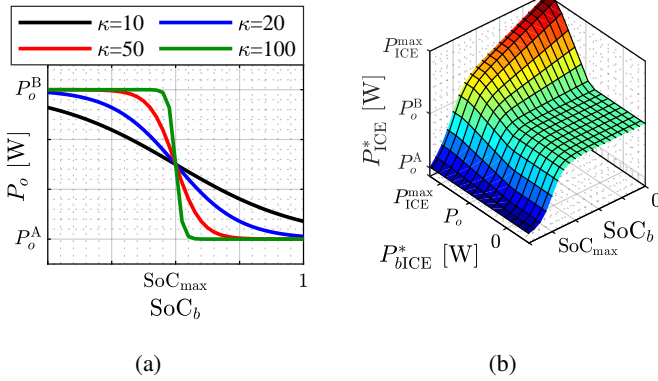 κ=10 κ=20
κ=50 κ=100
P_o^B
P_o [W]
P_o^A
SoC_max 1
SoC_b
(a)
P_ICE^max
P_o^B
P_o^A
P*_ICE [W]
P_ICE^max
P_o
0
P*_bICE [W]
SoC_max
0
SoC_b
(b)